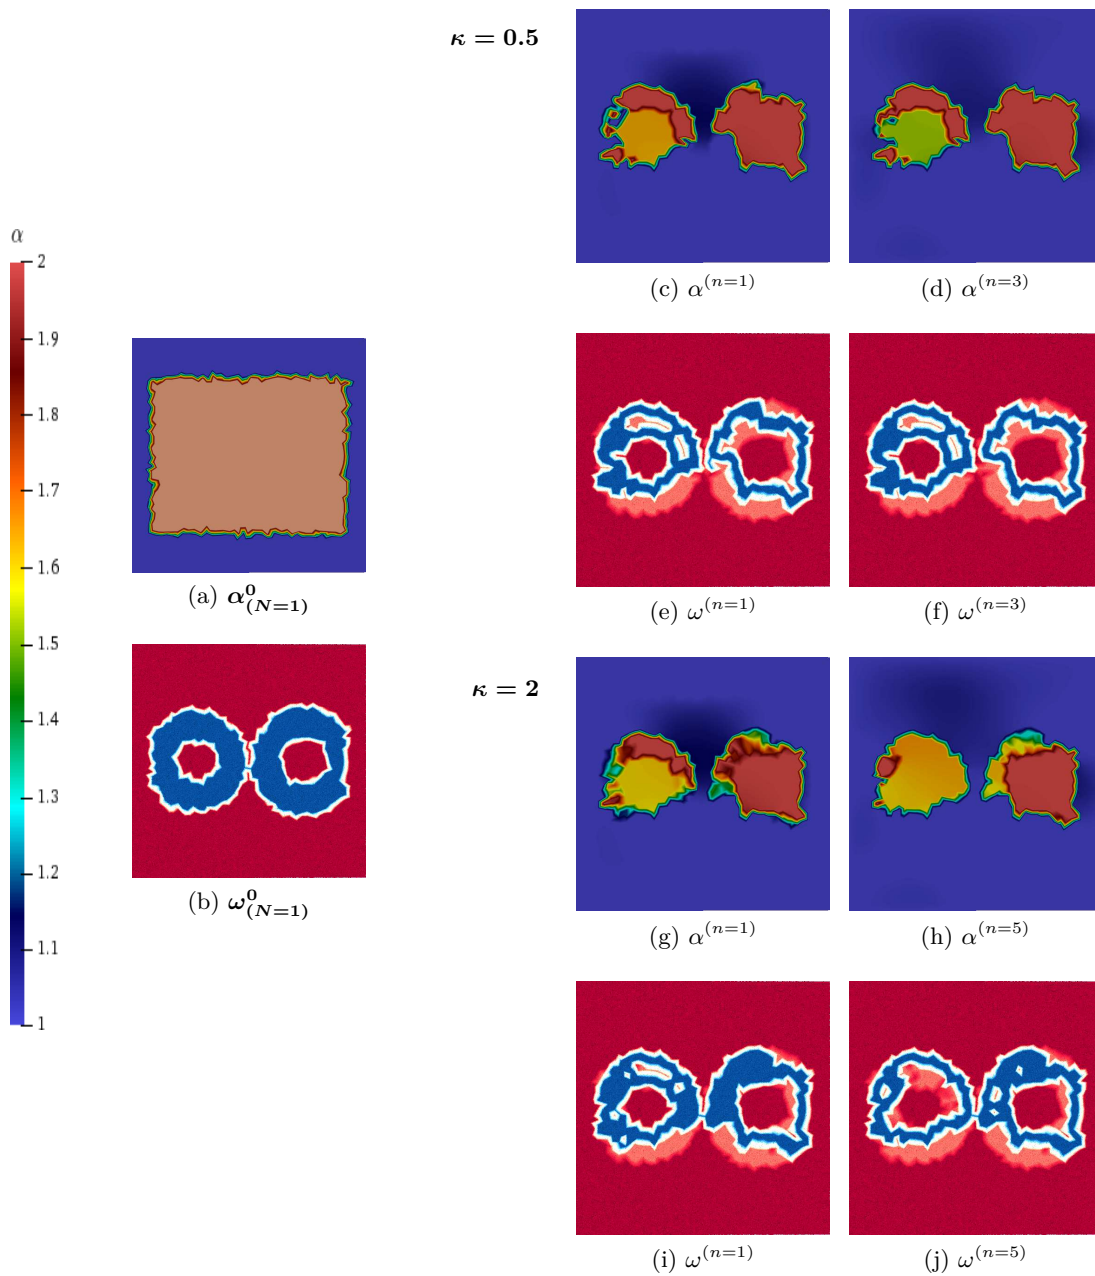 κ = 0.5
(c) α^(n=1)
(d) α^(n=3)
α
2
1.9
1.8
1.7
1.6
1.5
1.4
1.3
1.2
1.1
1
(a) α^0_(N=1)
(e) ω^(n=1)
(f) ω^(n=3)
(b) ω^0_(N=1)
κ = 2
(g) α^(n=1)
(h) α^(n=5)
(i) ω^(n=1)
(j) ω^(n=5)